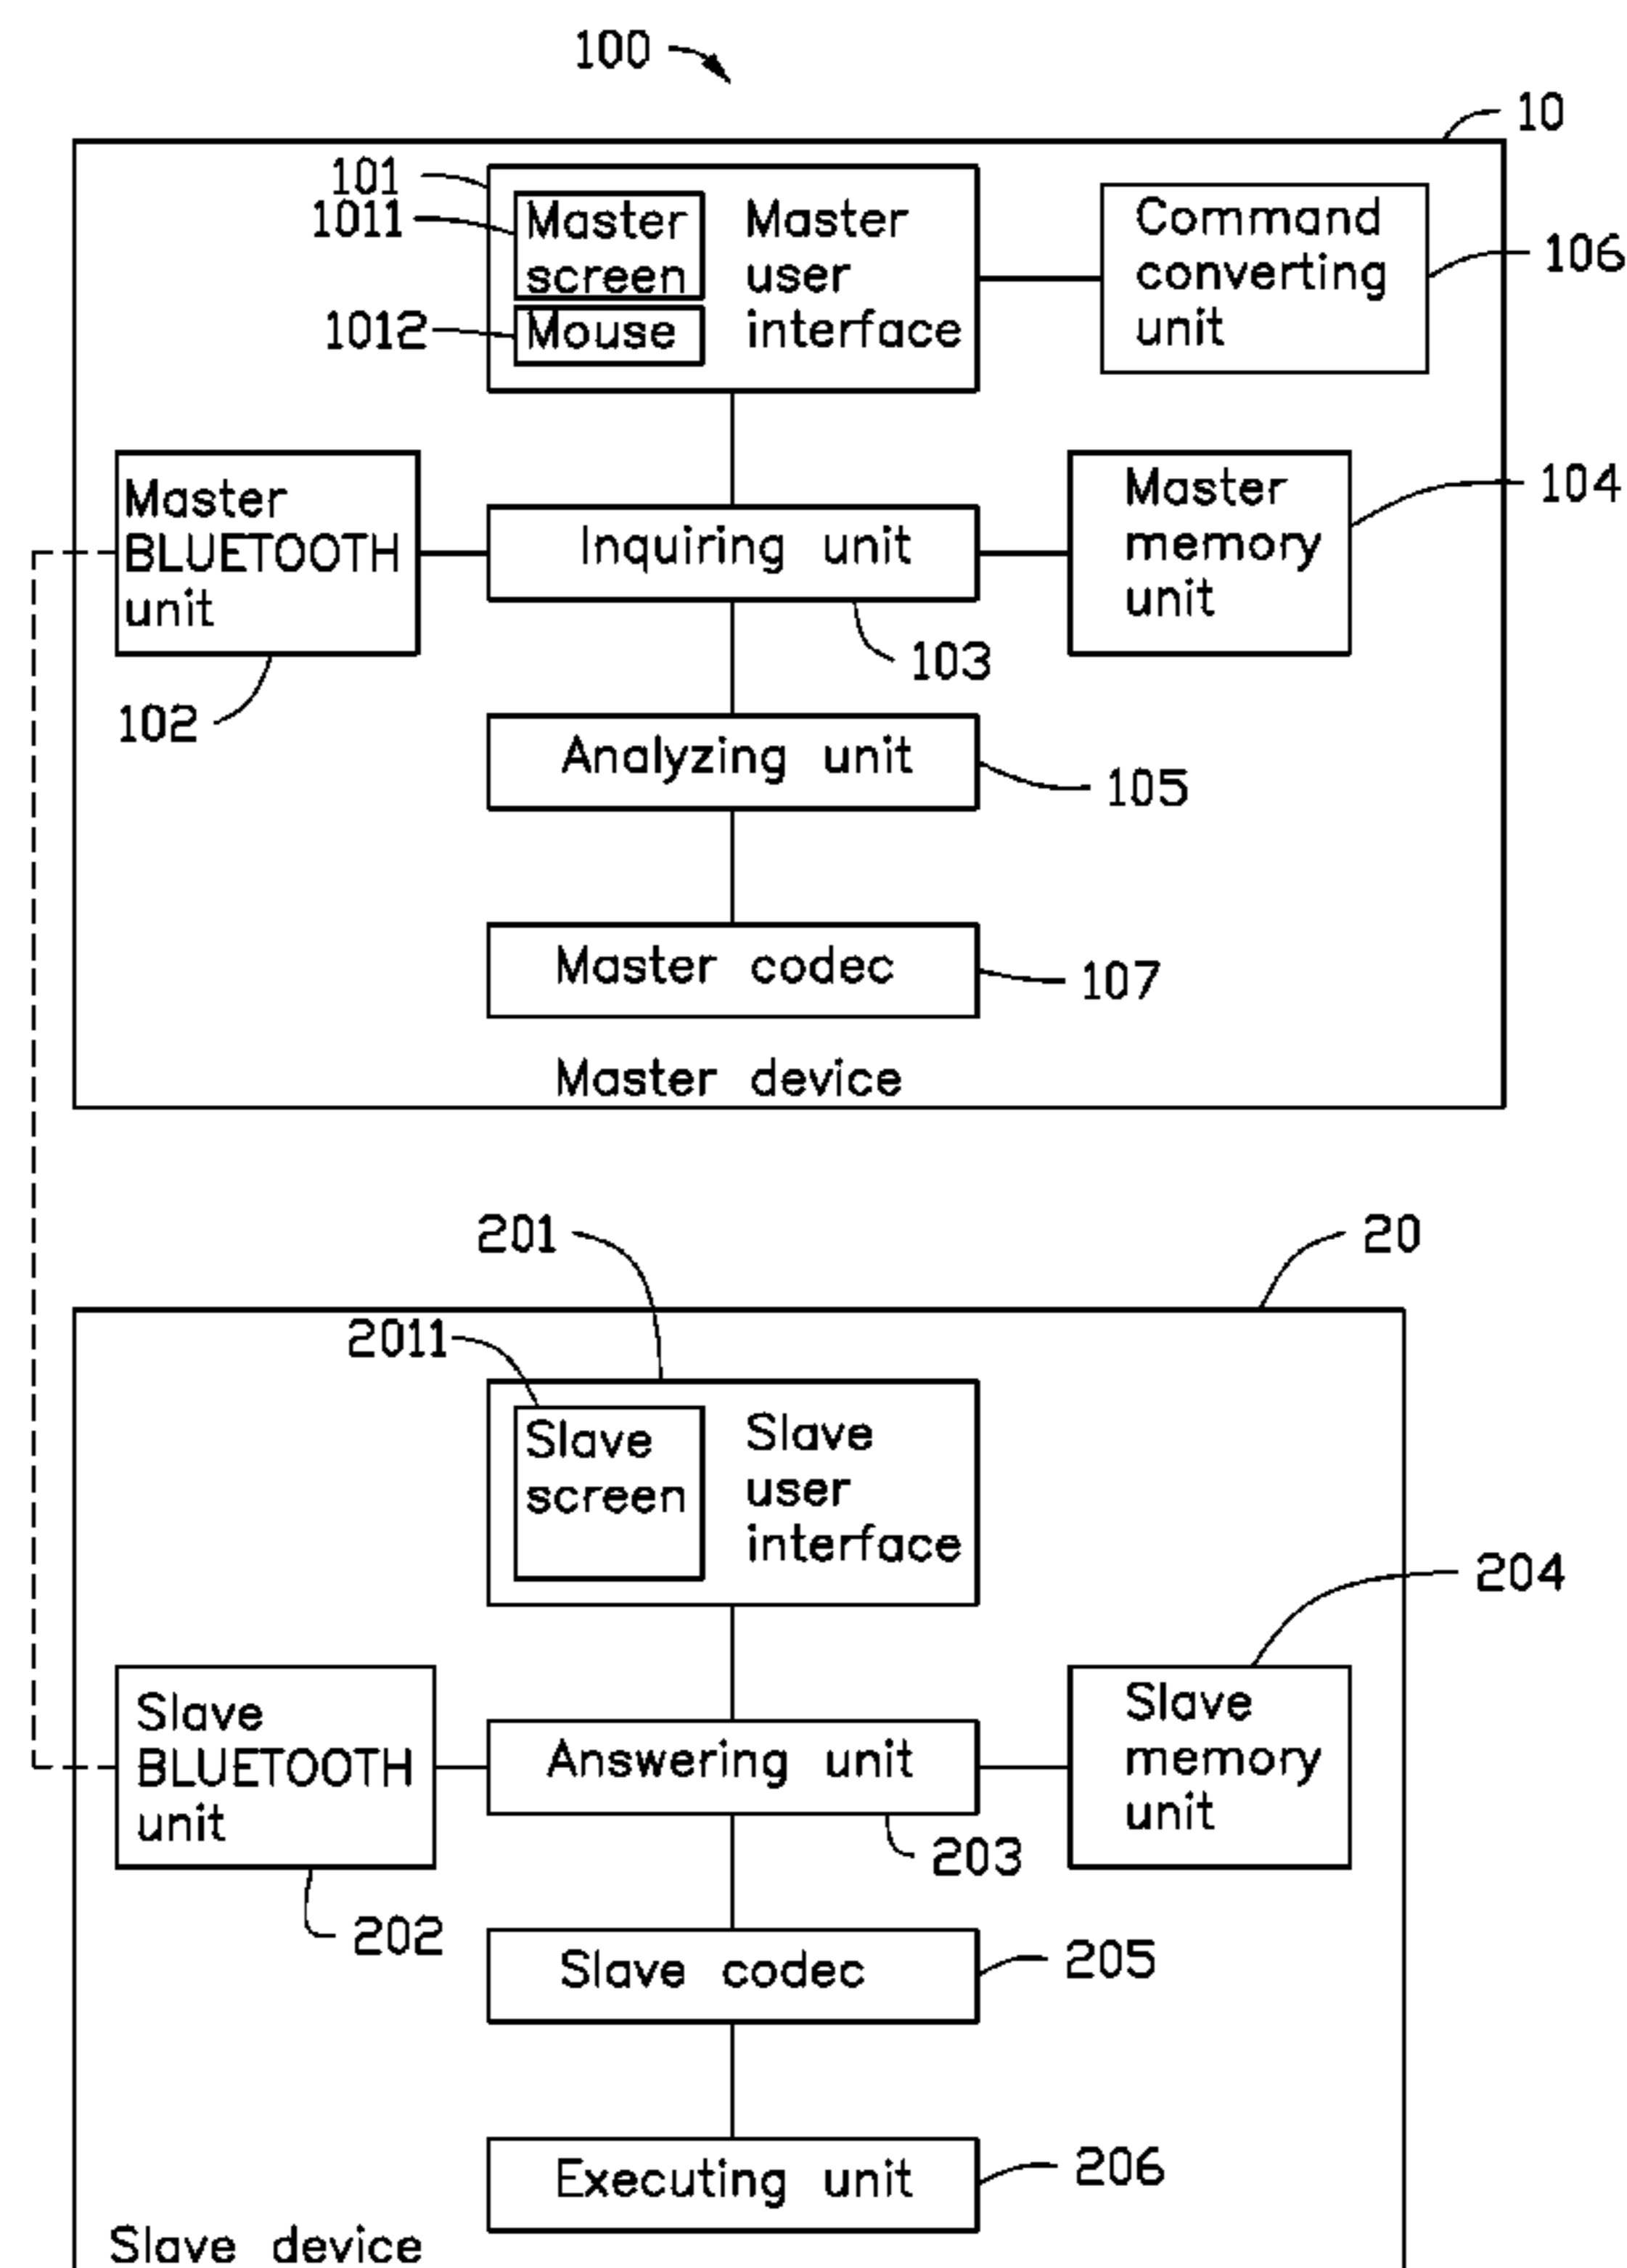 100
10
101
1011
Master
screen
1012
Mouse
Master
user
interface
Command
converting
unit
106
Master
BLUETOOTH
unit
102
Inquiring unit
103
Master
memory
unit
104
Analyzing unit
105
Master codec
107
Master device
201
20
2011
Slave
screen
Slave
user
interface
204
Slave
BLUETOOTH
unit
202
Answering unit
203
Slave
memory
unit
Slave codec
205
Executing unit
206
Slave device